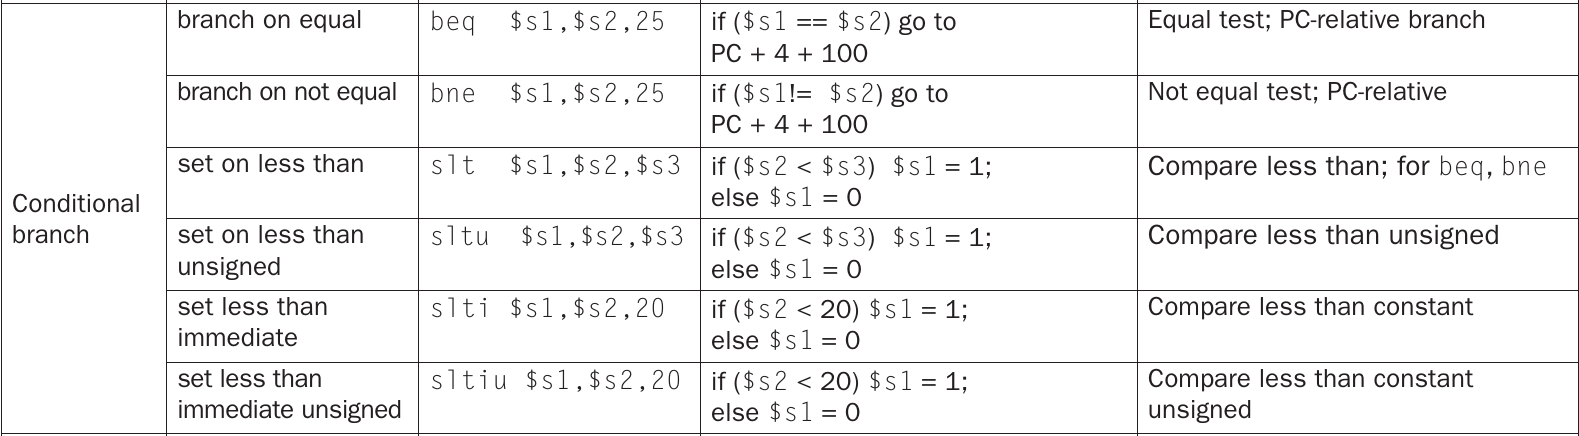 Conditional
branch
branch on equal
beq $s1,$s2,25
if ($s1 == $s2) go to
PC + 4 + 100
Equal test; PC-relative branch
branch on not equal
bne $s1,$s2,25
if ($s1!= $s2) go to
PC + 4 + 100
Not equal test; PC-relative
set on less than
slt $s1,$s2,$s3
if ($s2 < $s3) $s1 = 1;
else $s1 = 0
Compare less than; for beq, bne
set on less than
unsigned
sltu $s1,$s2,$s3
if ($s2 < $s3) $s1 = 1;
else $s1 = 0
Compare less than unsigned
set less than
immediate
slti $s1,$s2,20
if ($s2 < 20) $s1 = 1;
else $s1 = 0
Compare less than constant
set less than
immediate unsigned
sltiu $s1,$s2,20
if ($s2 < 20) $s1 = 1;
else $s1 = 0
Compare less than constant
unsigned